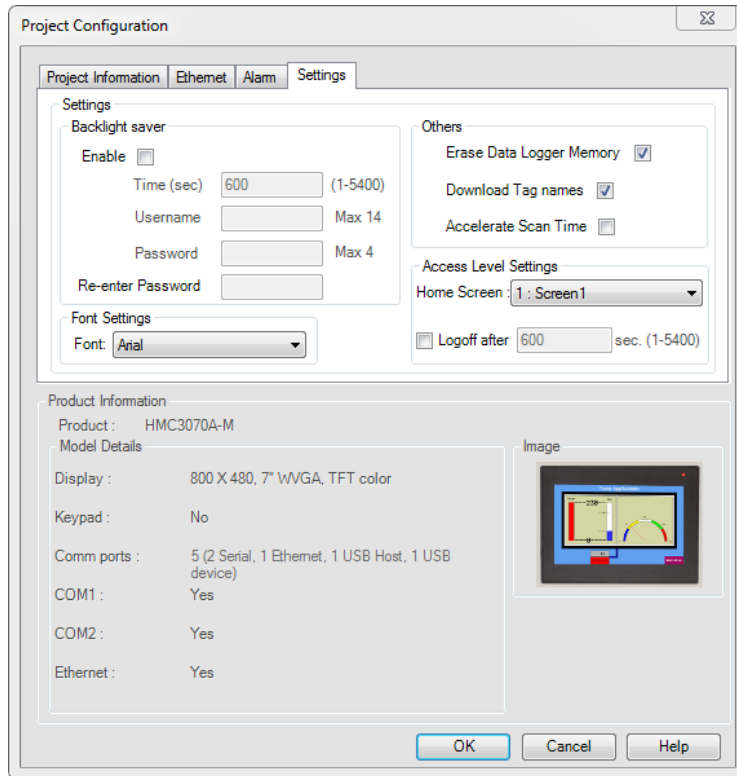 Project Configuration
Project Information Ethernet Alarm Settings
Settings
Backlight saver
Enable
Time (sec) 600 (1-5400)
Username Max 14
Password Max 4
Re-enter Password
Font Settings
Font: Arial
Others
Erase Data Logger Memory
Download Tag names
Accelerate Scan Time
Access Level Settings
Home Screen : 1 : Screen1
Logoff after 600 sec. (1-5400)
Product Information
Product : HMC3070A-M
Model Details
Display : 800 X 480, 7" WVGA, TFT color
Keypad : No
Comm ports : 5 (2 Serial, 1 Ethernet, 1 USB Host, 1 USB
device)
COM1 : Yes
COM2 : Yes
Ethernet : Yes
Image
OK Cancel Help